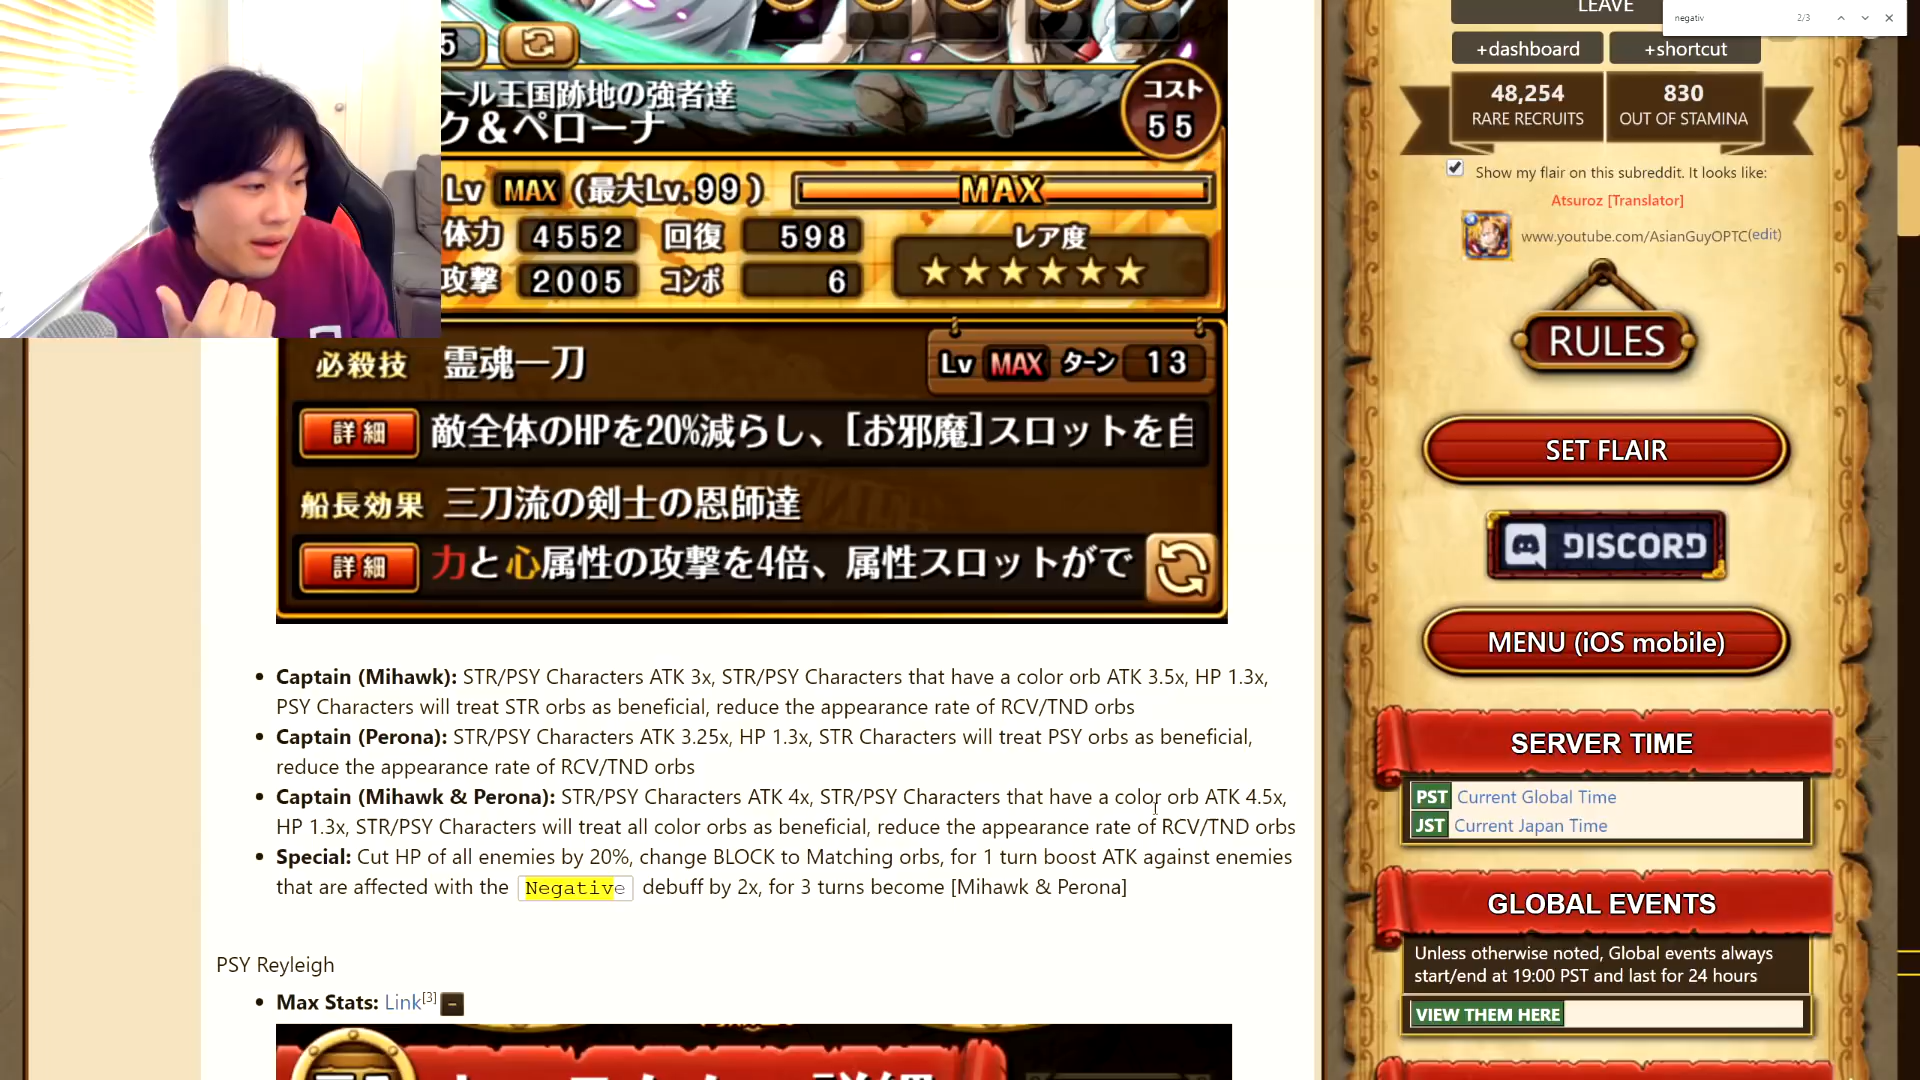 LEAVE
negativ
2/3
+dashboard
+shortcut
48,254
RARE RECRUITS
830
OUT OF STAMINA
Show my flair on this subreddit. It looks like:
Atsuroz [Translator]
www.youtube.com/AsianGuyOPTC(edit)
RULES
SET FLAIR
DISCORD
MENU (iOS mobile)
SERVER TIME
PST Current Global Time
JST Current Japan Time
GLOBAL EVENTS
Unless otherwise noted, Global events always
start/end at 19:00 PST and last for 24 hours
VIEW THEM HERE
5
ール王国跡地の強者達
ク&ペローナ
コスト
55
Lv MAX (最大Lv.99)
MAX
体力 4552 回復 598
レア度
★★★★★★
攻撃 2005 コンボ 6
必殺技 霊魂一刀
Lv MAX ターン 13
詳細 敵全体のHPを20%減らし、[お邪魔]スロットを自
船長効果 三刀流の剣士の恩師達
詳細 力と心属性の攻撃を4倍、属性スロットがで
• Captain (Mihawk): STR/PSY Characters ATK 3x, STR/PSY Characters that have a color orb ATK 3.5x, HP 1.3x,
PSY Characters will treat STR orbs as beneficial, reduce the appearance rate of RCV/TND orbs
• Captain (Perona): STR/PSY Characters ATK 3.25x, HP 1.3x, STR Characters will treat PSY orbs as beneficial,
reduce the appearance rate of RCV/TND orbs
• Captain (Mihawk & Perona): STR/PSY Characters ATK 4x, STR/PSY Characters that have a color orb ATK 4.5x,
HP 1.3x, STR/PSY Characters will treat all color orbs as beneficial, reduce the appearance rate of RCV/TND orbs
• Special: Cut HP of all enemies by 20%, change BLOCK to Matching orbs, for 1 turn boost ATK against enemies
that are affected with the Negative debuff by 2x, for 3 turns become [Mihawk & Perona]
PSY Reyleigh
• Max Stats: Link[3]